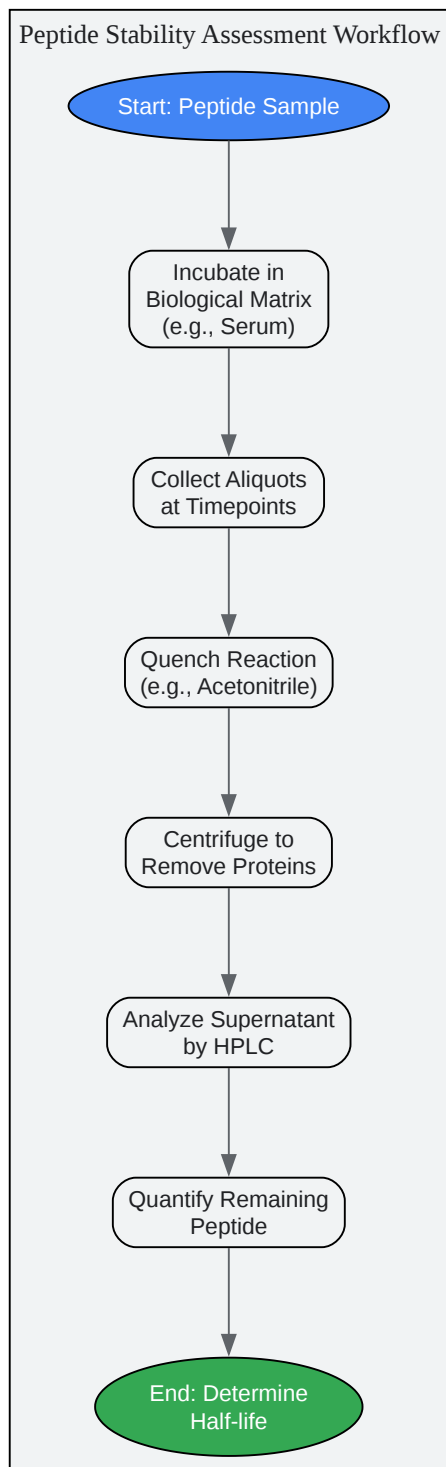 Peptide Stability Assessment Workflow
Start: Peptide Sample
Incubate in
Biological Matrix
(e.g., Serum)
Collect Aliquots
at Timepoints
Quench Reaction
(e.g., Acetonitrile)
Centrifuge to
Remove Proteins
Analyze Supernatant
by HPLC
Quantify Remaining
Peptide
End: Determine
Half-life